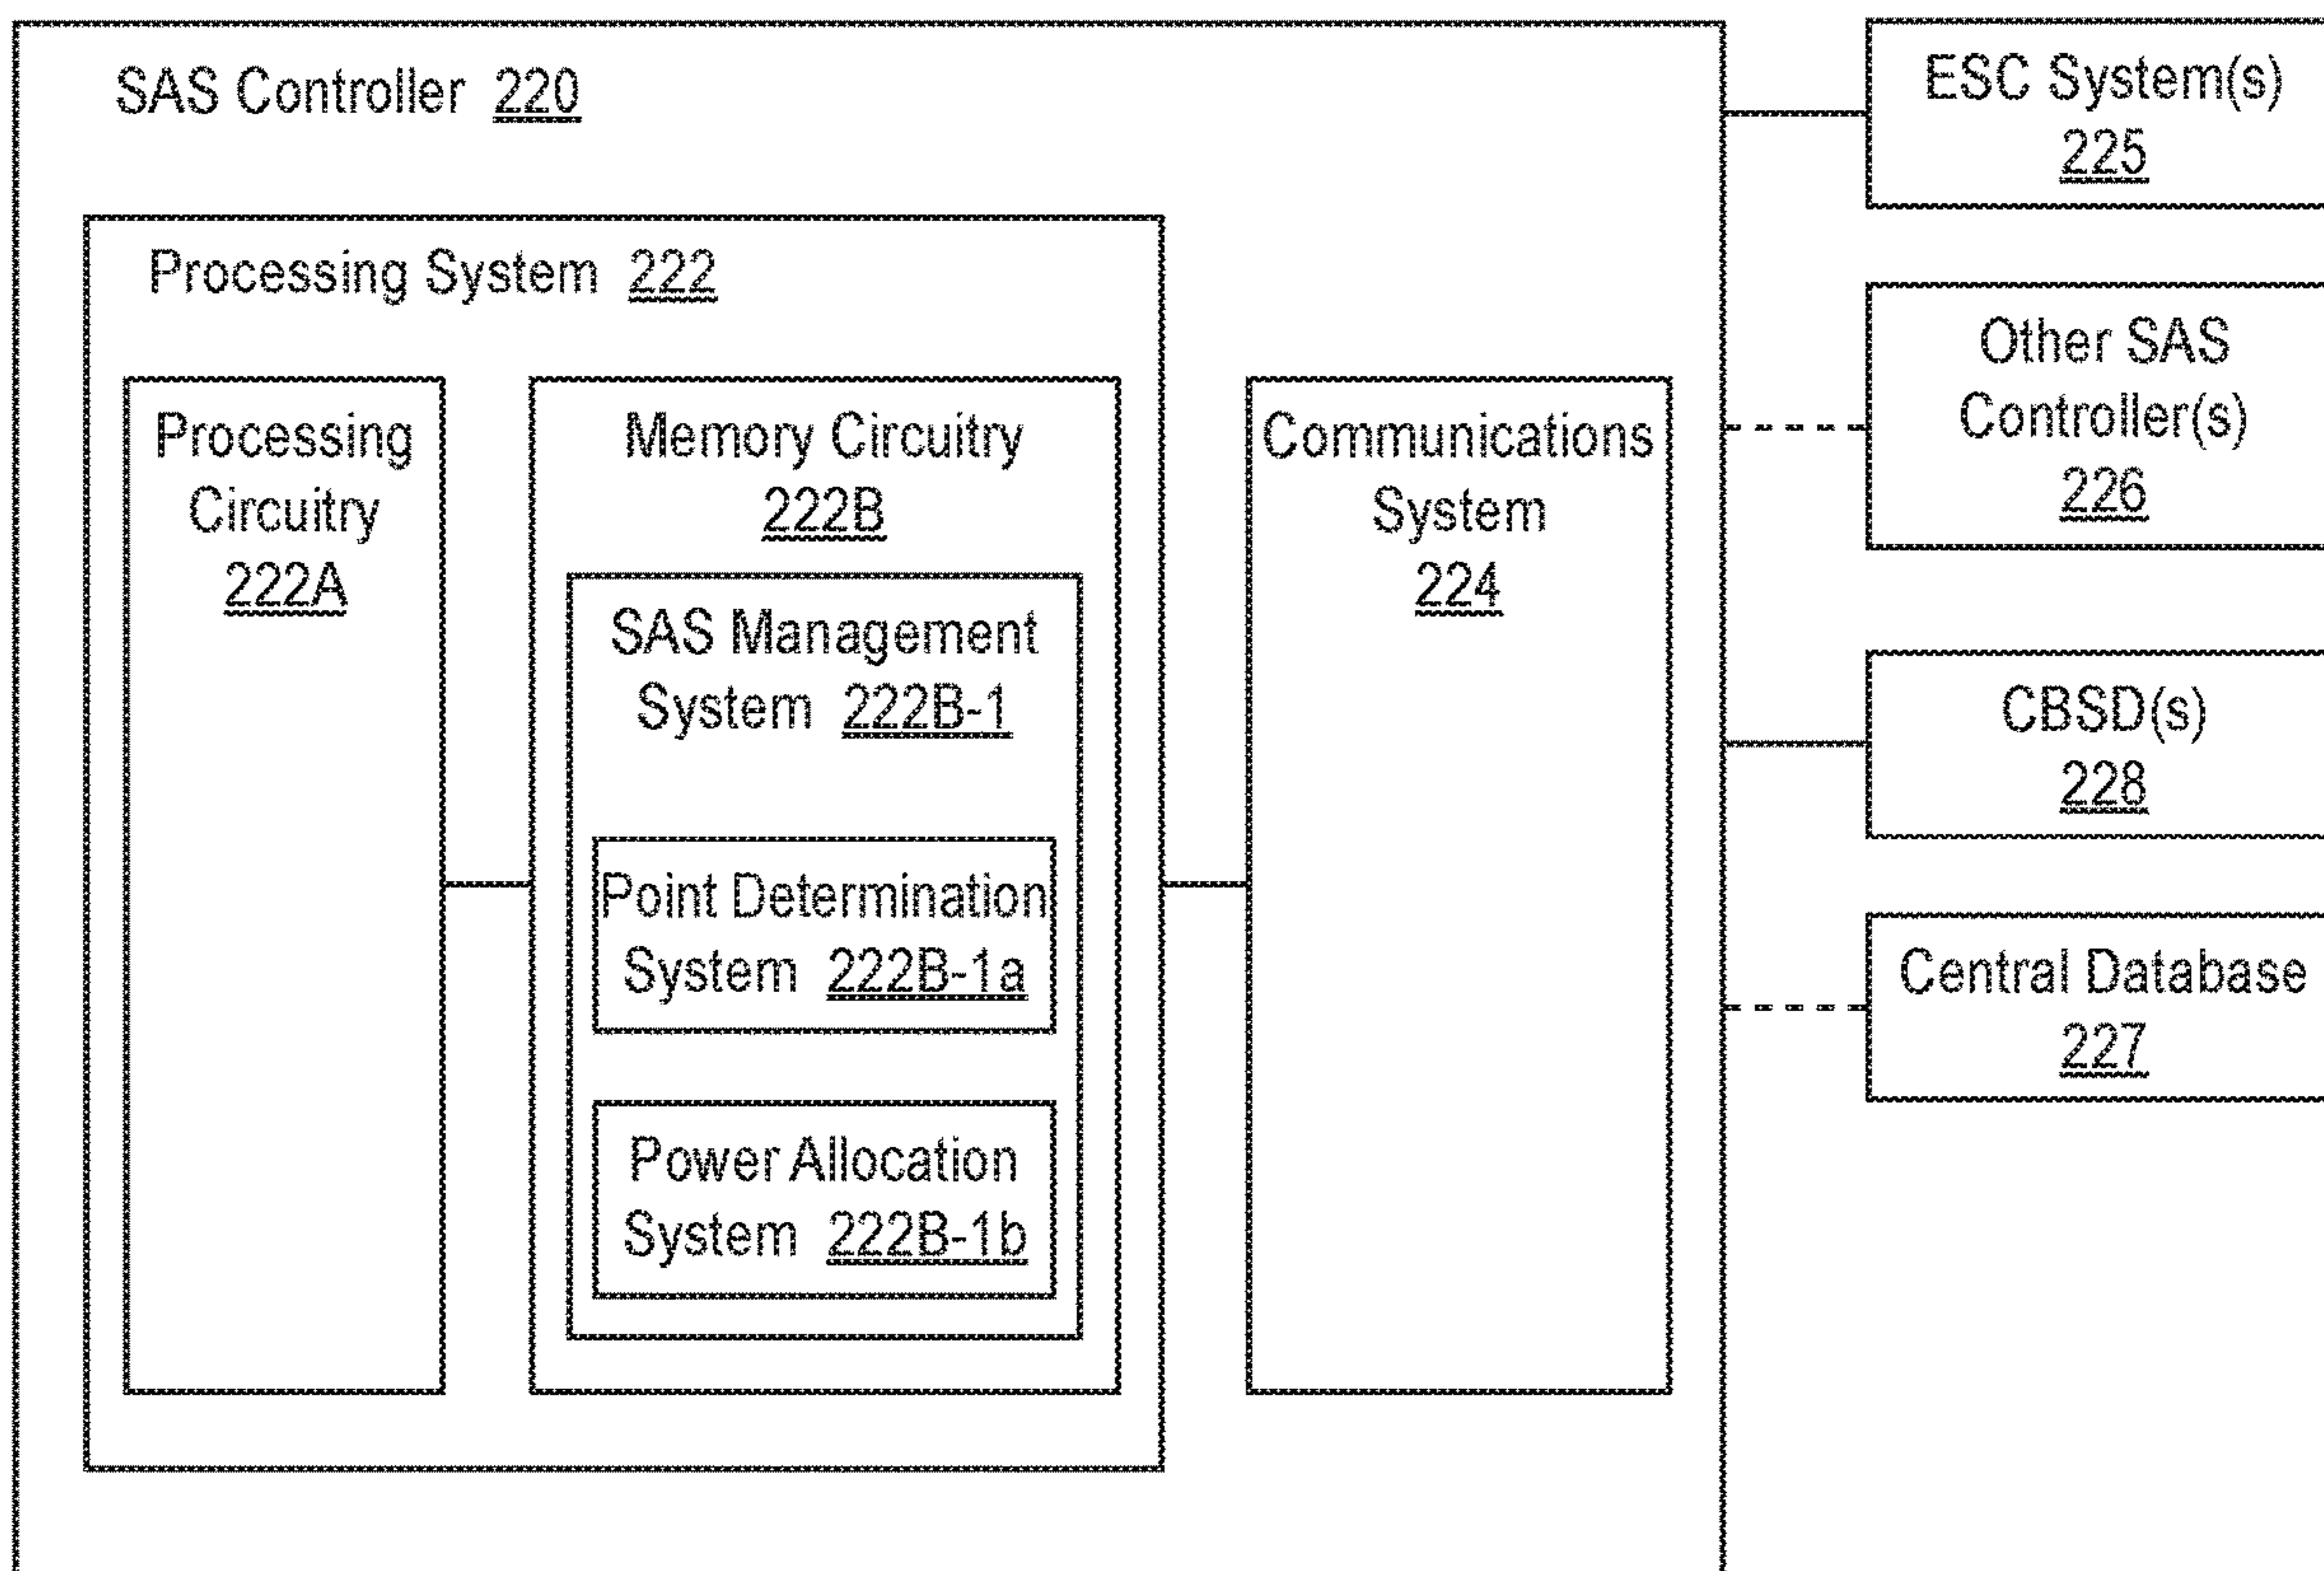 SAS Controller 220
Processing System 222
Processing
Circuitry
222A
Memory Circuitry
222B
SAS Management
System 222B-1
Point Determination
System 222B-1a
Power Allocation
System 222B-1b
Communications
System
224
ESC System(s)
225
Other SAS
Controller(s)
226
CBSD(s)
228
Central Database
227